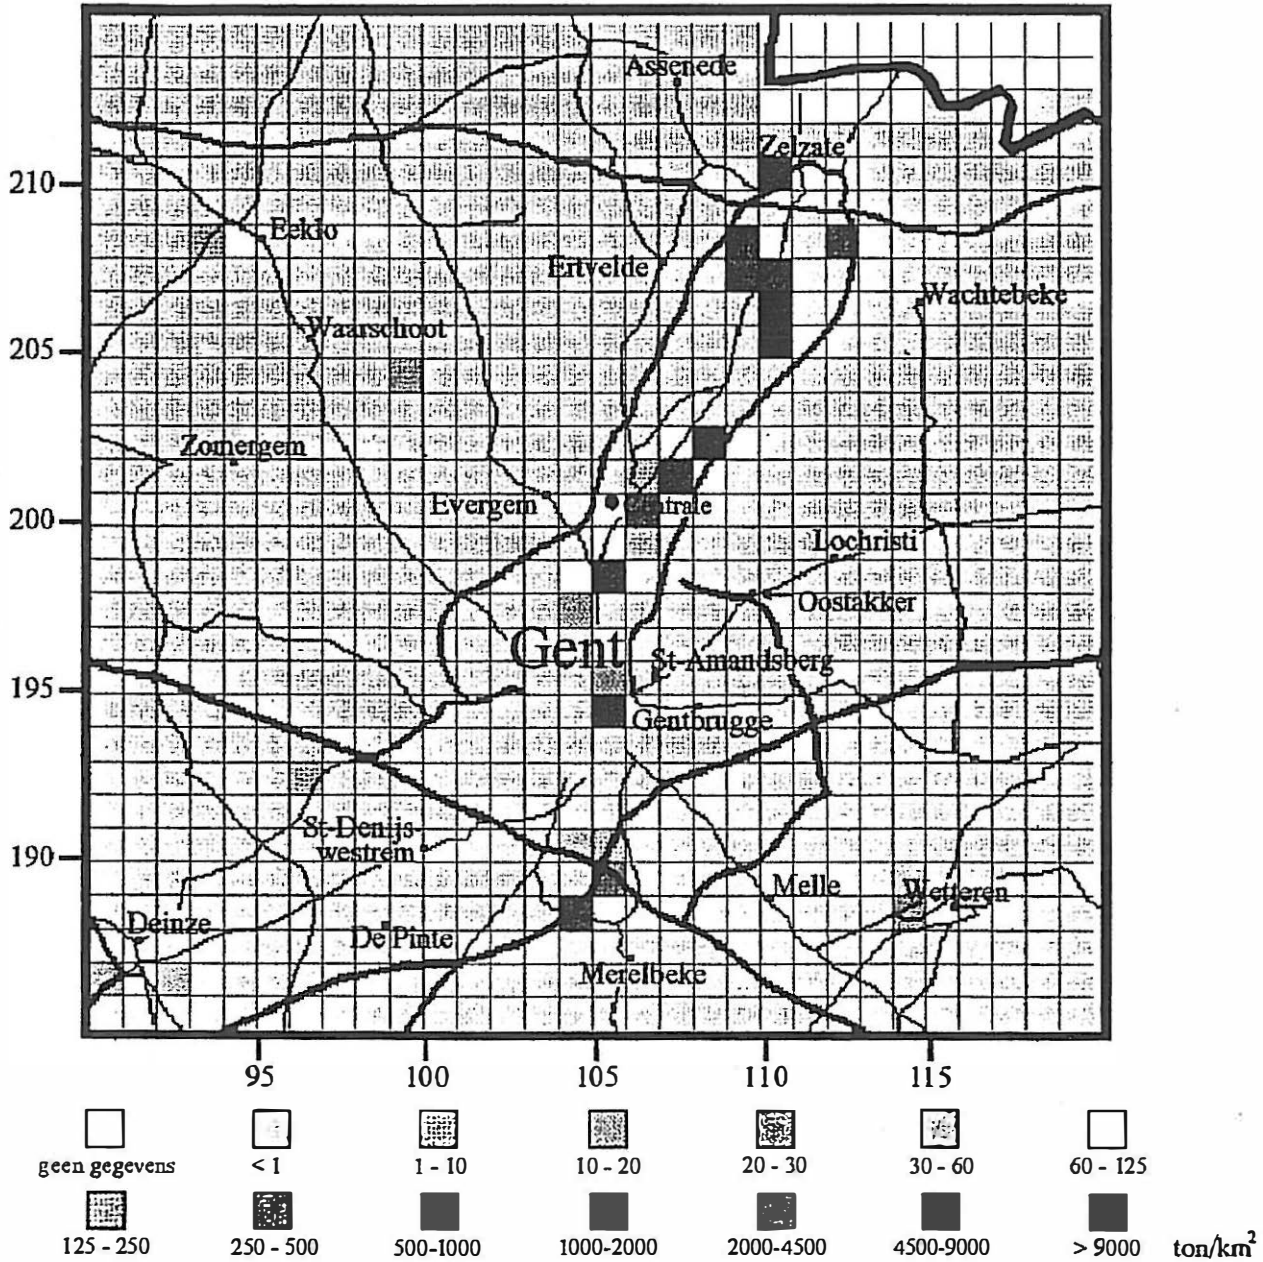 Assenede
Zelzate
210
Eeklo
Ertvelde
Wachtebeke
Waarschoot
205
Zomergem
Evergem
Centrale
200
Lochristi
Oostakker
Gent
St-Amandsberg
195
Gentbrugge
St-Denijs-
westrem
190
Melle
Wetteren
Deinze
De Pinte
Merelbeke
95 100 105 110 115
geen gegevens < 1 1 - 10 10 - 20 20 - 30 30 - 60 60 - 125
125 - 250 250 - 500 500-1000 1000-2000 2000-4500 4500-9000 > 9000 ton/km²